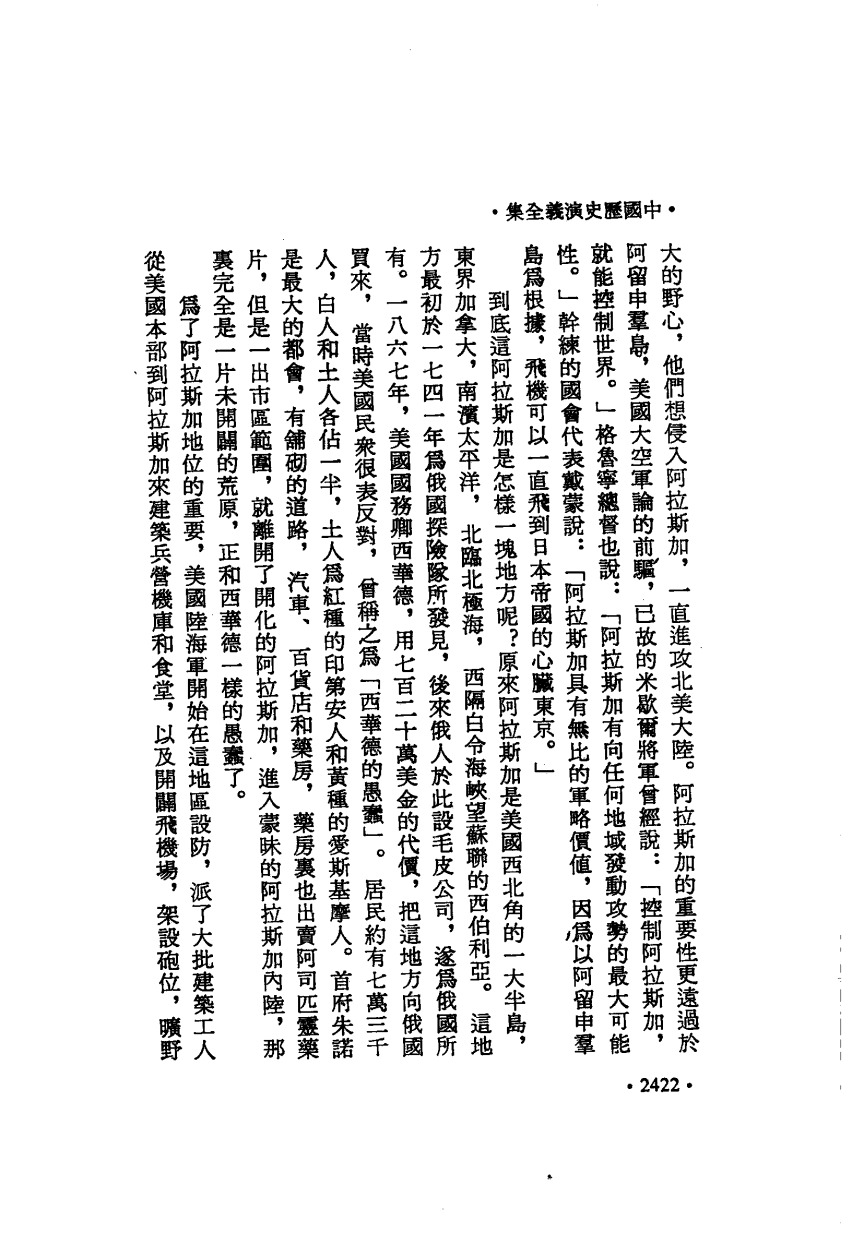 •中國歷史演義全集•
大的野心，他們想侵入阿拉斯加，一直進攻北美大陸。阿拉斯加的重要性更遠過於
阿留申羣島，美國大空軍論的前驅，已故的米歇爾將軍曾經說：「控制阿拉斯加，
就能控制世界。」格魯寧總督也說：「阿拉斯加有向任何地域發動攻勢的最大可能
性。」幹練的國會代表戴蒙說：「阿拉斯加具有無比的軍略價值，因爲以阿留申羣
島爲根據，飛機可以一直飛到日本帝國的心臟東京。」
到底這阿拉斯加是怎樣一塊地方呢？原來阿拉斯加是美國西北角的一大半島，
東界加拿大，南濱太平洋，北臨北極海，西隔白令海峽望蘇聯的西伯利亞。這地
方最初於一七四一年爲俄國探險隊所發見，後來俄人於此設毛皮公司，遂爲俄國所
有。一八六七年，美國國務卿西華德，用七百二十萬美金的代價，把這地方向俄國
買來，當時美國民衆很表反對，曾稱之爲「西華德的愚蠢」。居民約有七萬三千
人，白人和土人各佔一半，土人爲紅種的印第安人和黃種的愛斯基摩人。首府朱諾
是最大的都會，有舖砌的道路，汽車、百貨店和藥房，藥房裏也出賣阿司匹靈藥
片，但是一出市區範圍，就離開了開化的阿拉斯加，進入蒙昧的阿拉斯加內陸，那
裏完全是一片未開闢的荒原，正和西華德一樣的愚蠢了。
爲了阿拉斯加地位的重要，美國陸海軍開始在這地區設防，派了大批建築工人
從美國本部到阿拉斯加來建築兵營機庫和食堂，以及開闢飛機場，架設砲位，曠野
•2422•